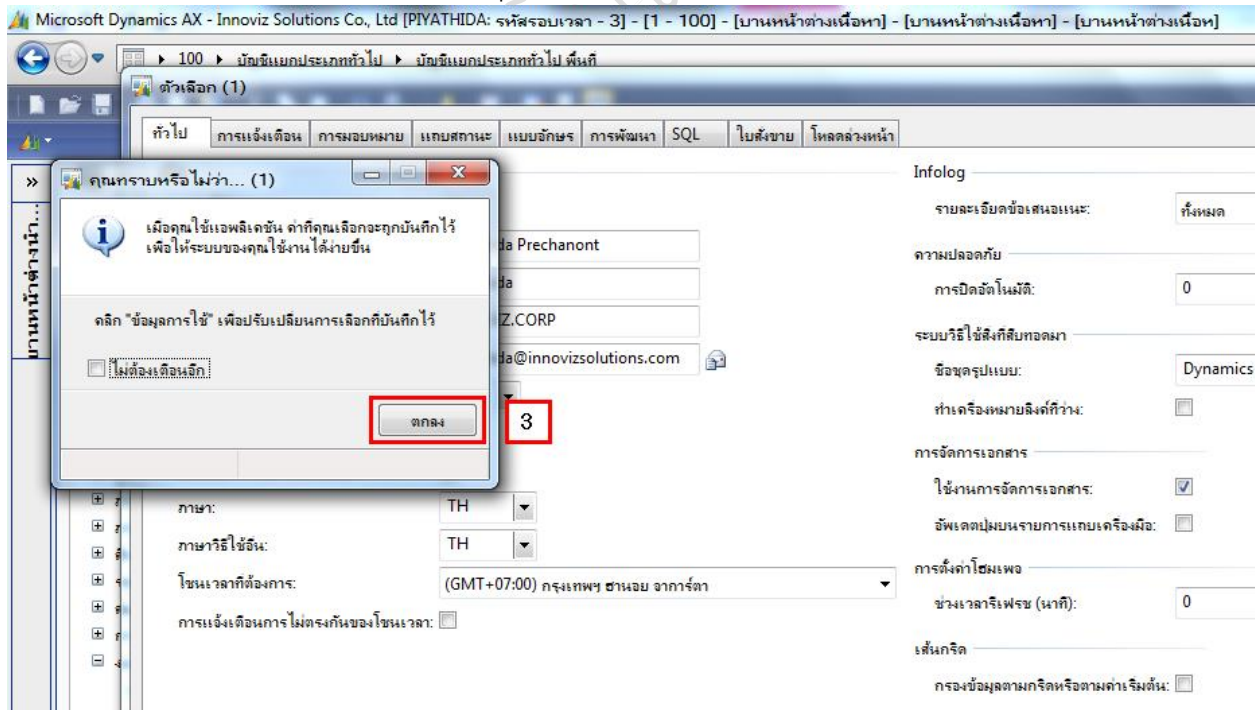 Microsoft Dynamics AX - Innoviz Solutions Co., Ltd [PIYATHIDA: รหัสรอบเวลา - 3] - [1 - 100] - [บานหน้าต่างเนื้อหา] - [บานหน้าต่างเนื้อหา] - [บานหน้าต่างเนื้อหา]
100 บัญชีแยกประเภททั่วไป บัญชีแยกประเภททั่วไป พื้นที่
ตัวเลือก (1)
ทั่วไป การแจ้งเตือน การมอบหมาย แถบสถานะ แบบอักษร การพัฒนา SQL ใบสั่งขาย โหลดล่วงหน้า
คุณทราบหรือไม่ว่า... (1)
เมื่อคุณใช้แอพลิเคชัน ค่าที่คุณเลือกจะถูกบันทึกไว้
เพื่อให้ระบบของคุณใช้งานได้ง่ายขึ้น
คลิก "ข้อมูลการใช้" เพื่อปรับเปลี่ยนการเลือกที่บันทึกไว้
ไม่ต้องเตือนอีก
ตกลง
3
บานหน้าต่างนำ...
da Prechanont
da
Z.CORP
da@innovizsolutions.com
ภาษา: TH
ภาษาวิธีใช้อื่น: TH
โซนเวลาที่ต้องการ: (GMT+07:00) กรุงเทพฯ ฮานอย จาการ์ตา
การแจ้งเตือนการไม่ตรงกันของโซนเวลา:
Infolog
รายละเอียดข้อเสนอแนะ: ทั้งหมด
ความปลอดภัย
การปิดอัตโนมัติ: 0
ระบบวิธีใช้สิ่งที่สืบทอดมา
ชื่อชุดรูปแบบ: Dynamics
ทำเครื่องหมายลิงค์ที่ว่าง:
การจัดการเอกสาร
ใช้งานการจัดการเอกสาร:
อัพเดตปุ่มบนรายการแถบเครื่องมือ:
การตั้งค่าโฮมเพจ
ช่วงเวลารีเฟรช (นาที): 0
เส้นกริด
กรองข้อมูลตามกริดหรือตามค่าเริ่มต้น: